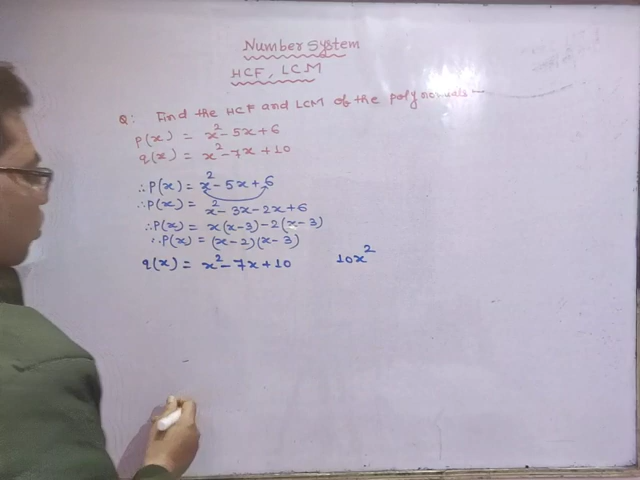 Number System
HCF, LCM
Q: Find the HCF and LCM of the polynomials -
p(x) = x² - 5x + 6
q(x) = x² - 7x + 10
∴ p(x) = x² - 5x + 6
∴ p(x) = x² - 3x - 2x + 6
∴ p(x) = x(x-3) - 2(x-3)
∴ p(x) = (x-2)(x-3)
q(x) = x² - 7x + 10 10x²